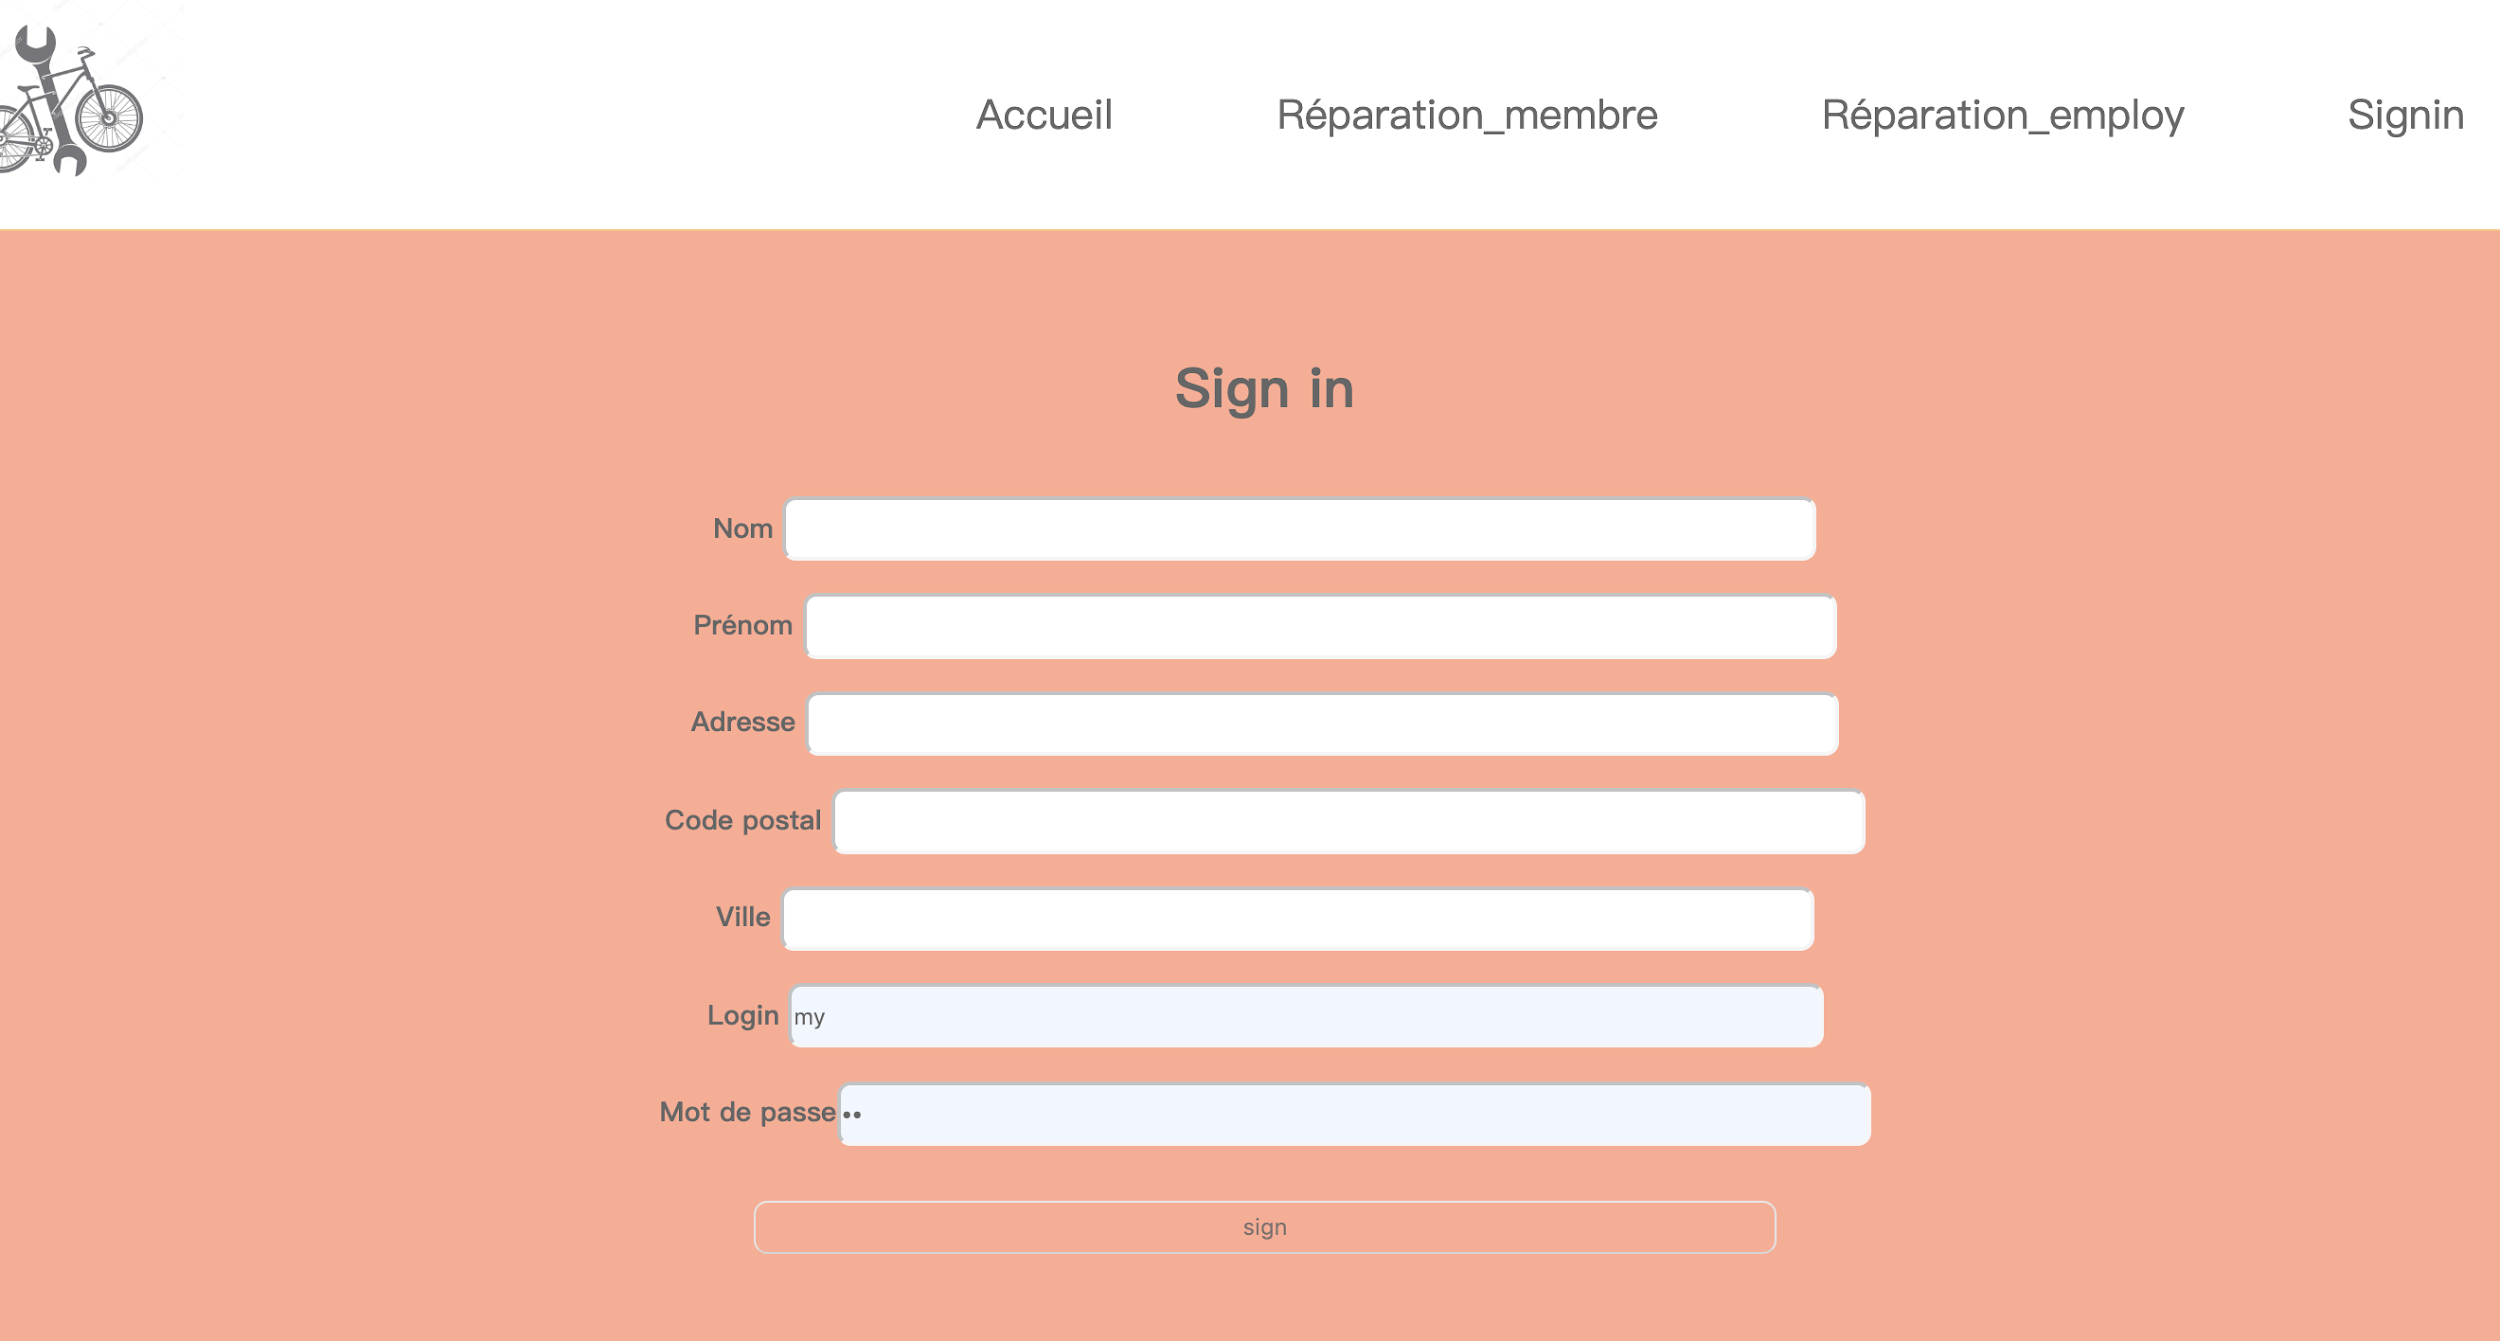 Accueil Réparation_membre Réparation_employ Signin
Sign in
Nom
Prénom
Adresse
Code postal
Ville
Login my
Mot de passe ••
sign